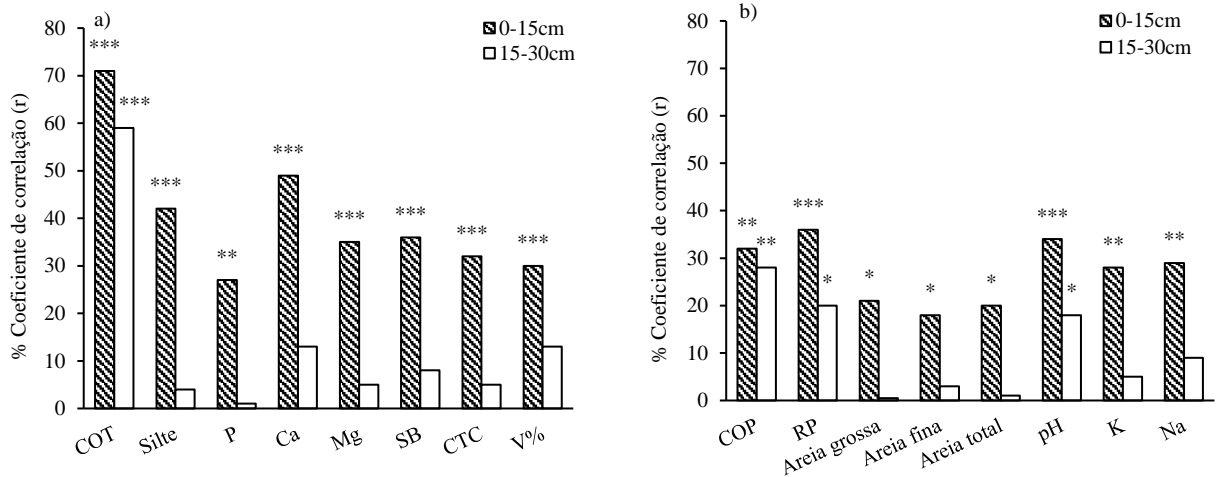 a)
0-15cm
15-30cm
% Coeficiente de correlação (r)
80
70
60
50
40
30
20
10
0
***
***
***
**
***
***
***
***
***
COT
Silte
P
Ca
Mg
SB
CTC
V%
b)
0-15cm
15-30cm
% Coeficiente de correlação (r)
80
70
60
50
40
30
20
10
0
**
**
***
*
*
*
*
***
*
**
**
COP
RP
Areia grossa
Areia fina
Areia total
pH
K
Na